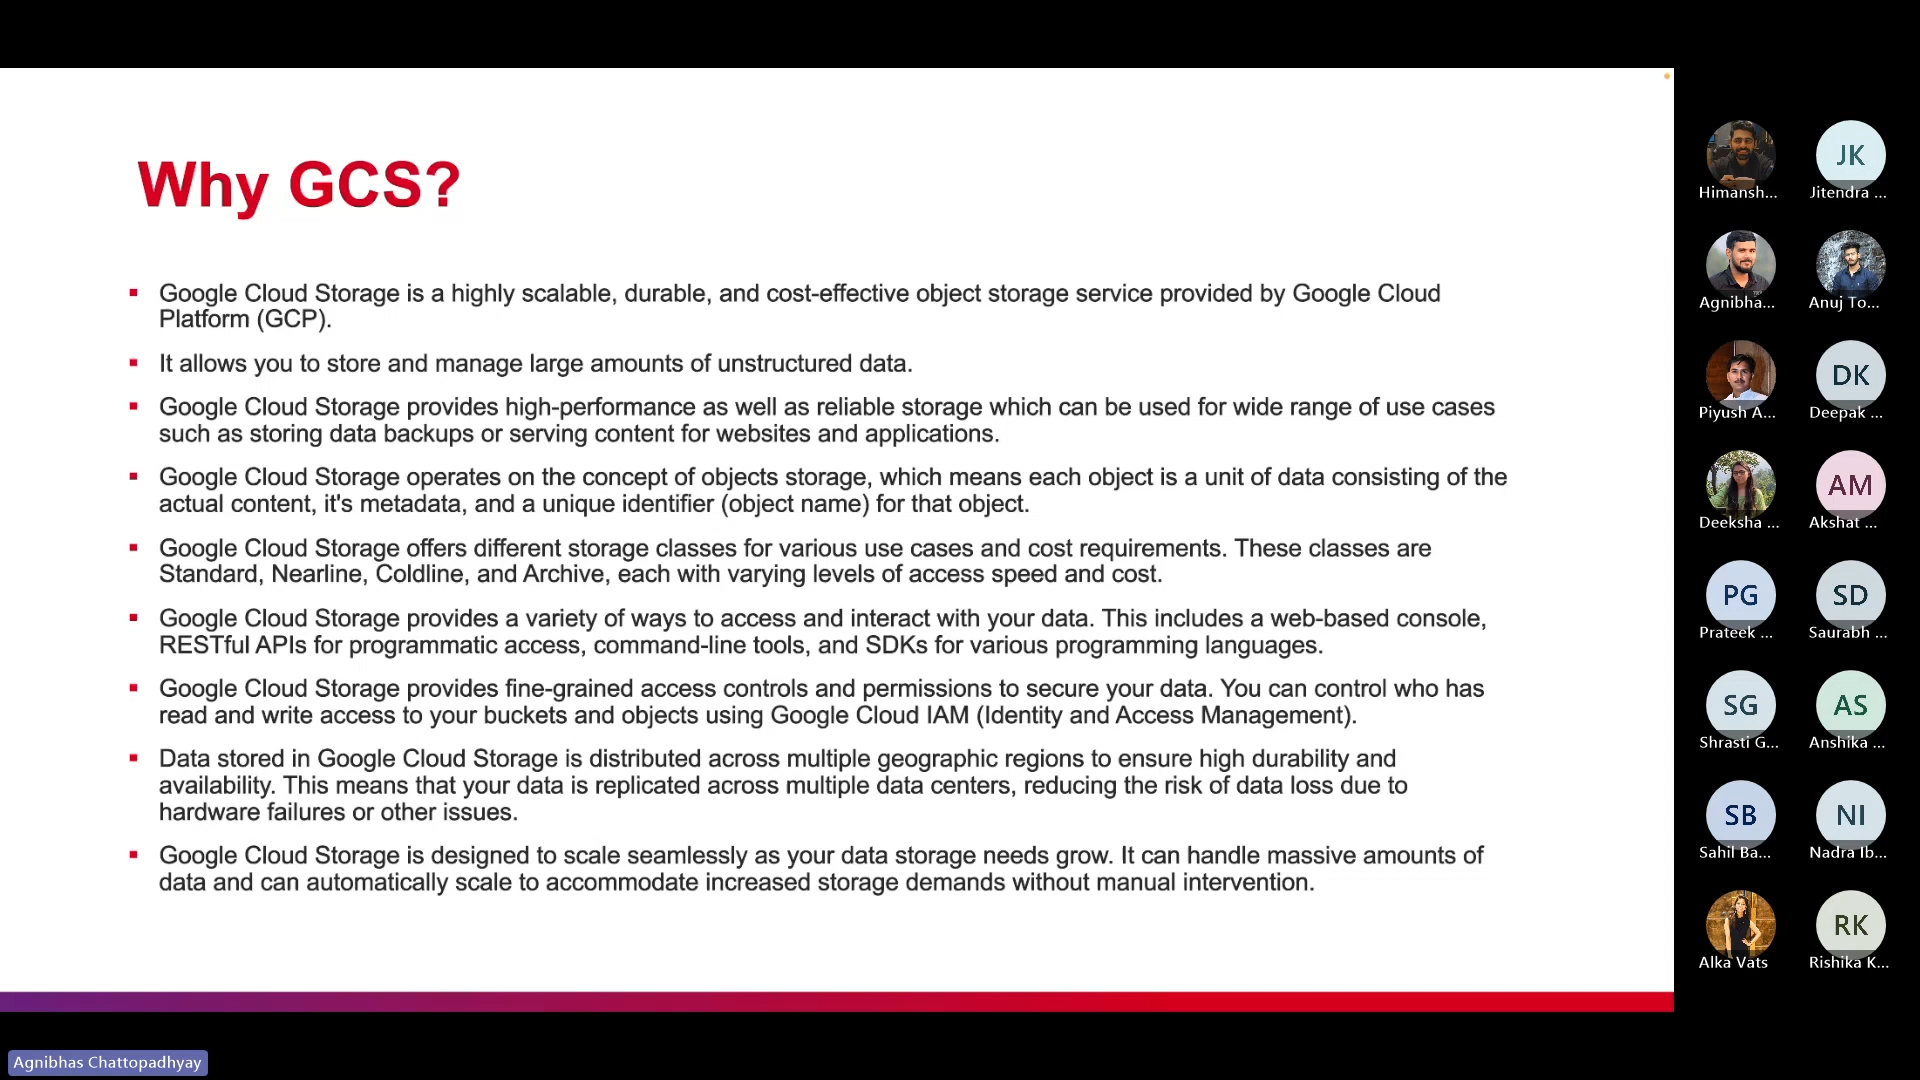 Why GCS?
Google Cloud Storage is a highly scalable, durable, and cost-effective object storage service provided by Google Cloud
Platform (GCP).
It allows you to store and manage large amounts of unstructured data.
Google Cloud Storage provides high-performance as well as reliable storage which can be used for wide range of use cases
such as storing data backups or serving content for websites and applications.
Google Cloud Storage operates on the concept of objects storage, which means each object is a unit of data consisting of the
actual content, it's metadata, and a unique identifier (object name) for that object.
Google Cloud Storage offers different storage classes for various use cases and cost requirements. These classes are
Standard, Nearline, Coldline, and Archive, each with varying levels of access speed and cost.
Google Cloud Storage provides a variety of ways to access and interact with your data. This includes a web-based console,
RESTful APIs for programmatic access, command-line tools, and SDKs for various programming languages.
Google Cloud Storage provides fine-grained access controls and permissions to secure your data. You can control who has
read and write access to your buckets and objects using Google Cloud IAM (Identity and Access Management).
Data stored in Google Cloud Storage is distributed across multiple geographic regions to ensure high durability and
availability. This means that your data is replicated across multiple data centers, reducing the risk of data loss due to
hardware failures or other issues.
Google Cloud Storage is designed to scale seamlessly as your data storage needs grow. It can handle massive amounts of
data and can automatically scale to accommodate increased storage demands without manual intervention.
JK
Himansh... Jitendra ...
Agnibha... Anuj To...
DK
Piyush A... Deepak ...
AM
Deeksha ... Akshat ...
PG SD
Prateek ... Saurabh ...
SG AS
Shrasti G... Anshika ...
SB NI
Sahil Ba... Nadra Ib...
RK
Alka Vats Rishika K...
Agnibhas Chattopadhyay